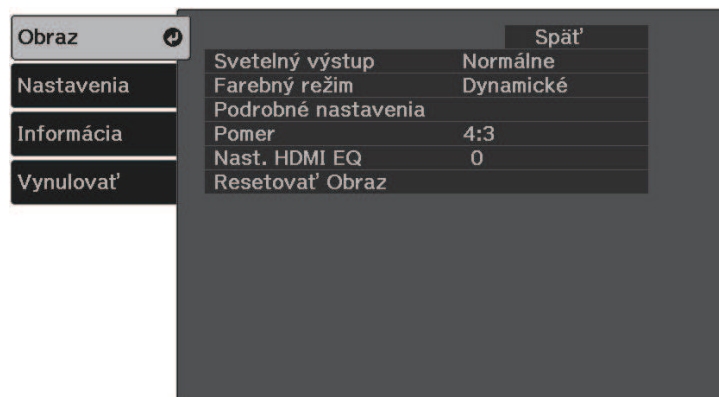 Obraz
Nastavenia
Informácia
Vynulovať
Späť
Svetelný výstup Normálne
Farebný režim Dynamické
Podrobné nastavenia
Pomer 4:3
Nast. HDMI EQ 0
Resetovať Obraz